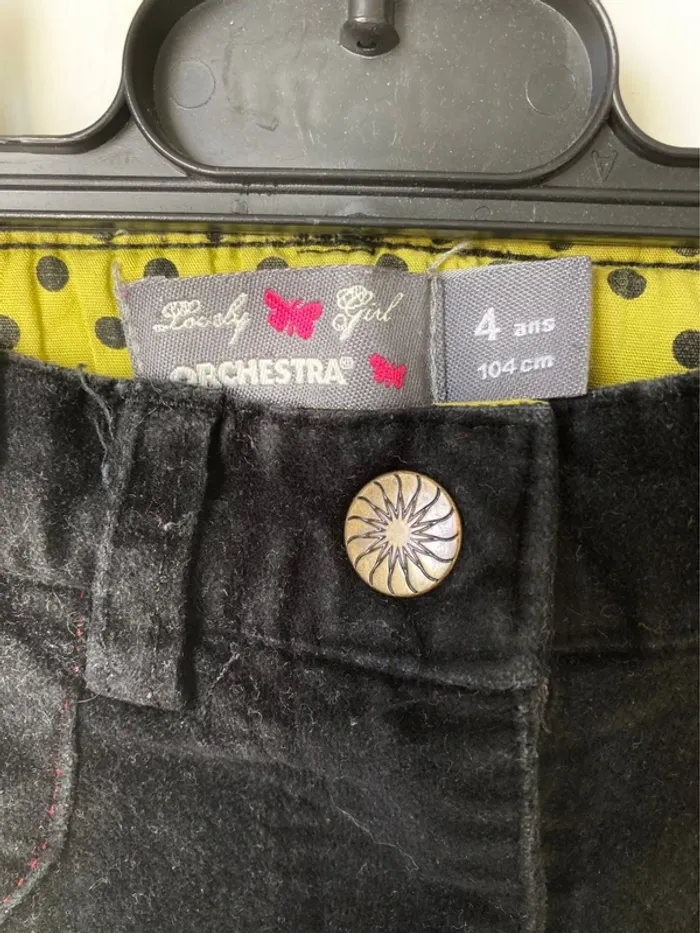 Lovely Girl
ORCHESTRA®
4 ans
104 cm